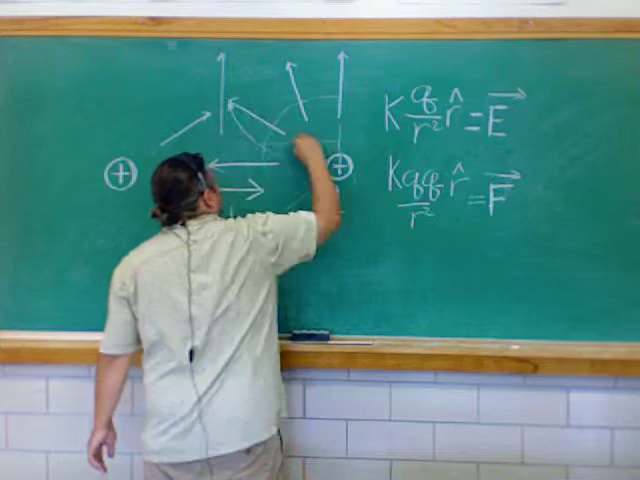 + +
K q/r² r̂ = E⃗
K qq/r² r̂ = F⃗